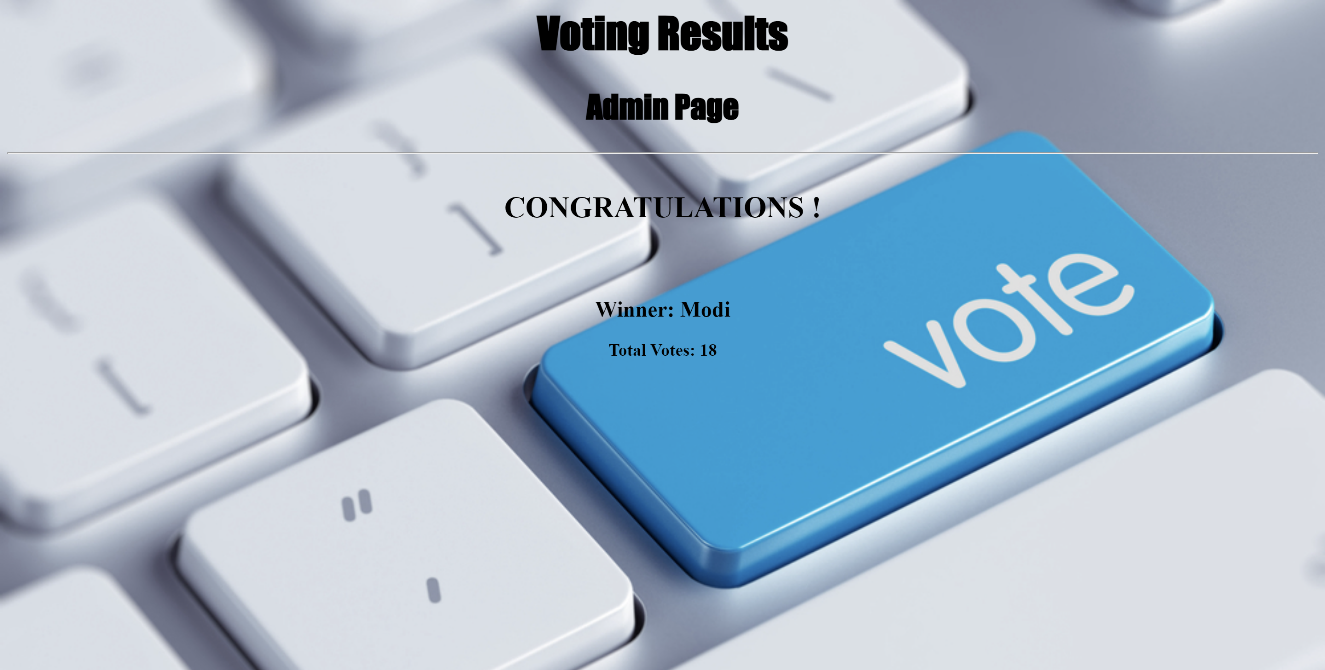 Voting Results
Admin Page
CONGRATULATIONS !
Winner: Modi
Total Votes: 18
vote
]
"
'